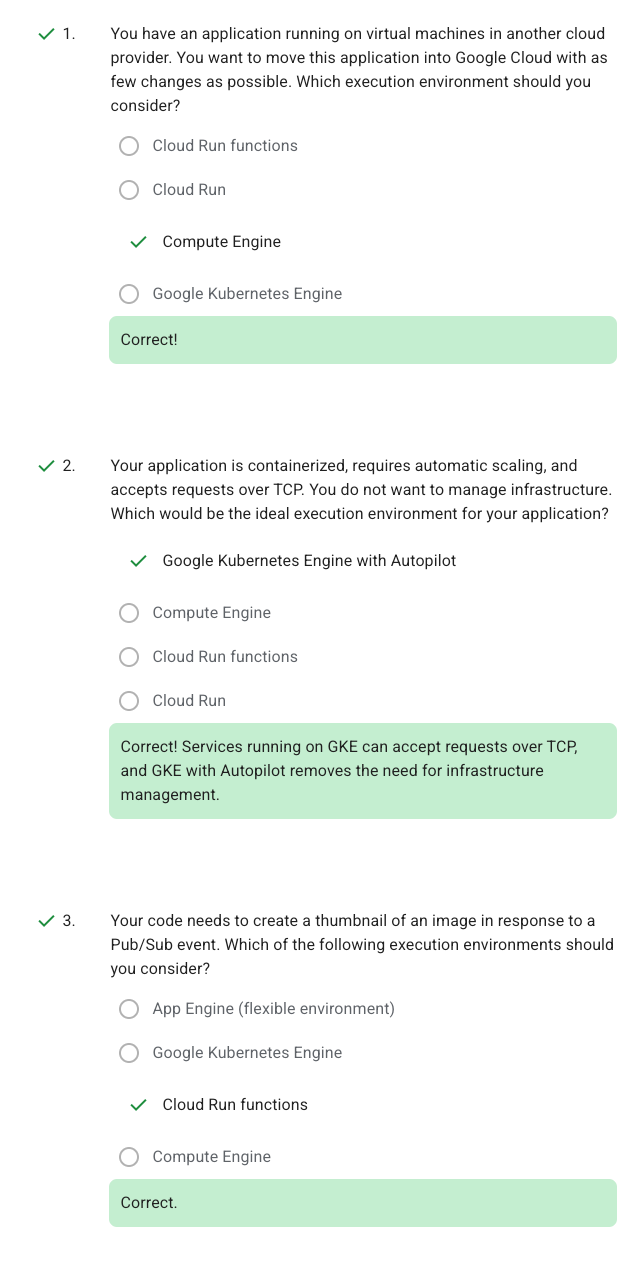 1. You have an application running on virtual machines in another cloud
provider. You want to move this application into Google Cloud with as
few changes as possible. Which execution environment should you
consider?
Cloud Run functions
Cloud Run
Compute Engine
Google Kubernetes Engine
Correct!
2. Your application is containerized, requires automatic scaling, and
accepts requests over TCP. You do not want to manage infrastructure.
Which would be the ideal execution environment for your application?
Google Kubernetes Engine with Autopilot
Compute Engine
Cloud Run functions
Cloud Run
Correct! Services running on GKE can accept requests over TCP,
and GKE with Autopilot removes the need for infrastructure
management.
3. Your code needs to create a thumbnail of an image in response to a
Pub/Sub event. Which of the following execution environments should
you consider?
App Engine (flexible environment)
Google Kubernetes Engine
Cloud Run functions
Compute Engine
Correct.